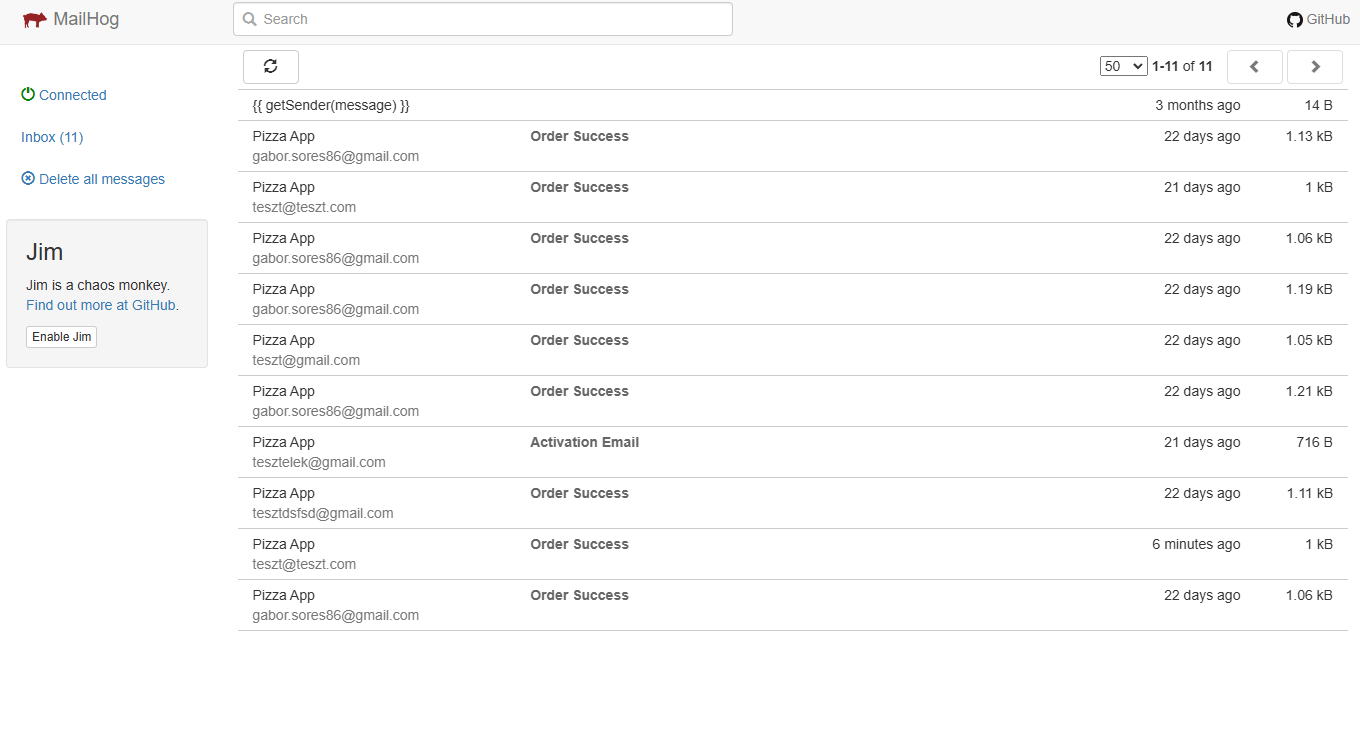 MailHog
Search
GitHub
Connected
Inbox (11)
Delete all messages
Jim
Jim is a chaos monkey.
Find out more at GitHub.
Enable Jim
50 1-11 of 11
{{ getSender(message) }} 3 months ago 14 B
Pizza App Order Success 22 days ago 1.13 kB
gabor.sores86@gmail.com
Pizza App Order Success 21 days ago 1 kB
teszt@teszt.com
Pizza App Order Success 22 days ago 1.06 kB
gabor.sores86@gmail.com
Pizza App Order Success 22 days ago 1.19 kB
gabor.sores86@gmail.com
Pizza App Order Success 22 days ago 1.05 kB
teszt@gmail.com
Pizza App Order Success 22 days ago 1.21 kB
gabor.sores86@gmail.com
Pizza App Activation Email 21 days ago 716 B
tesztelek@gmail.com
Pizza App Order Success 22 days ago 1.11 kB
tesztdsfsd@gmail.com
Pizza App Order Success 6 minutes ago 1 kB
teszt@teszt.com
Pizza App Order Success 22 days ago 1.06 kB
gabor.sores86@gmail.com